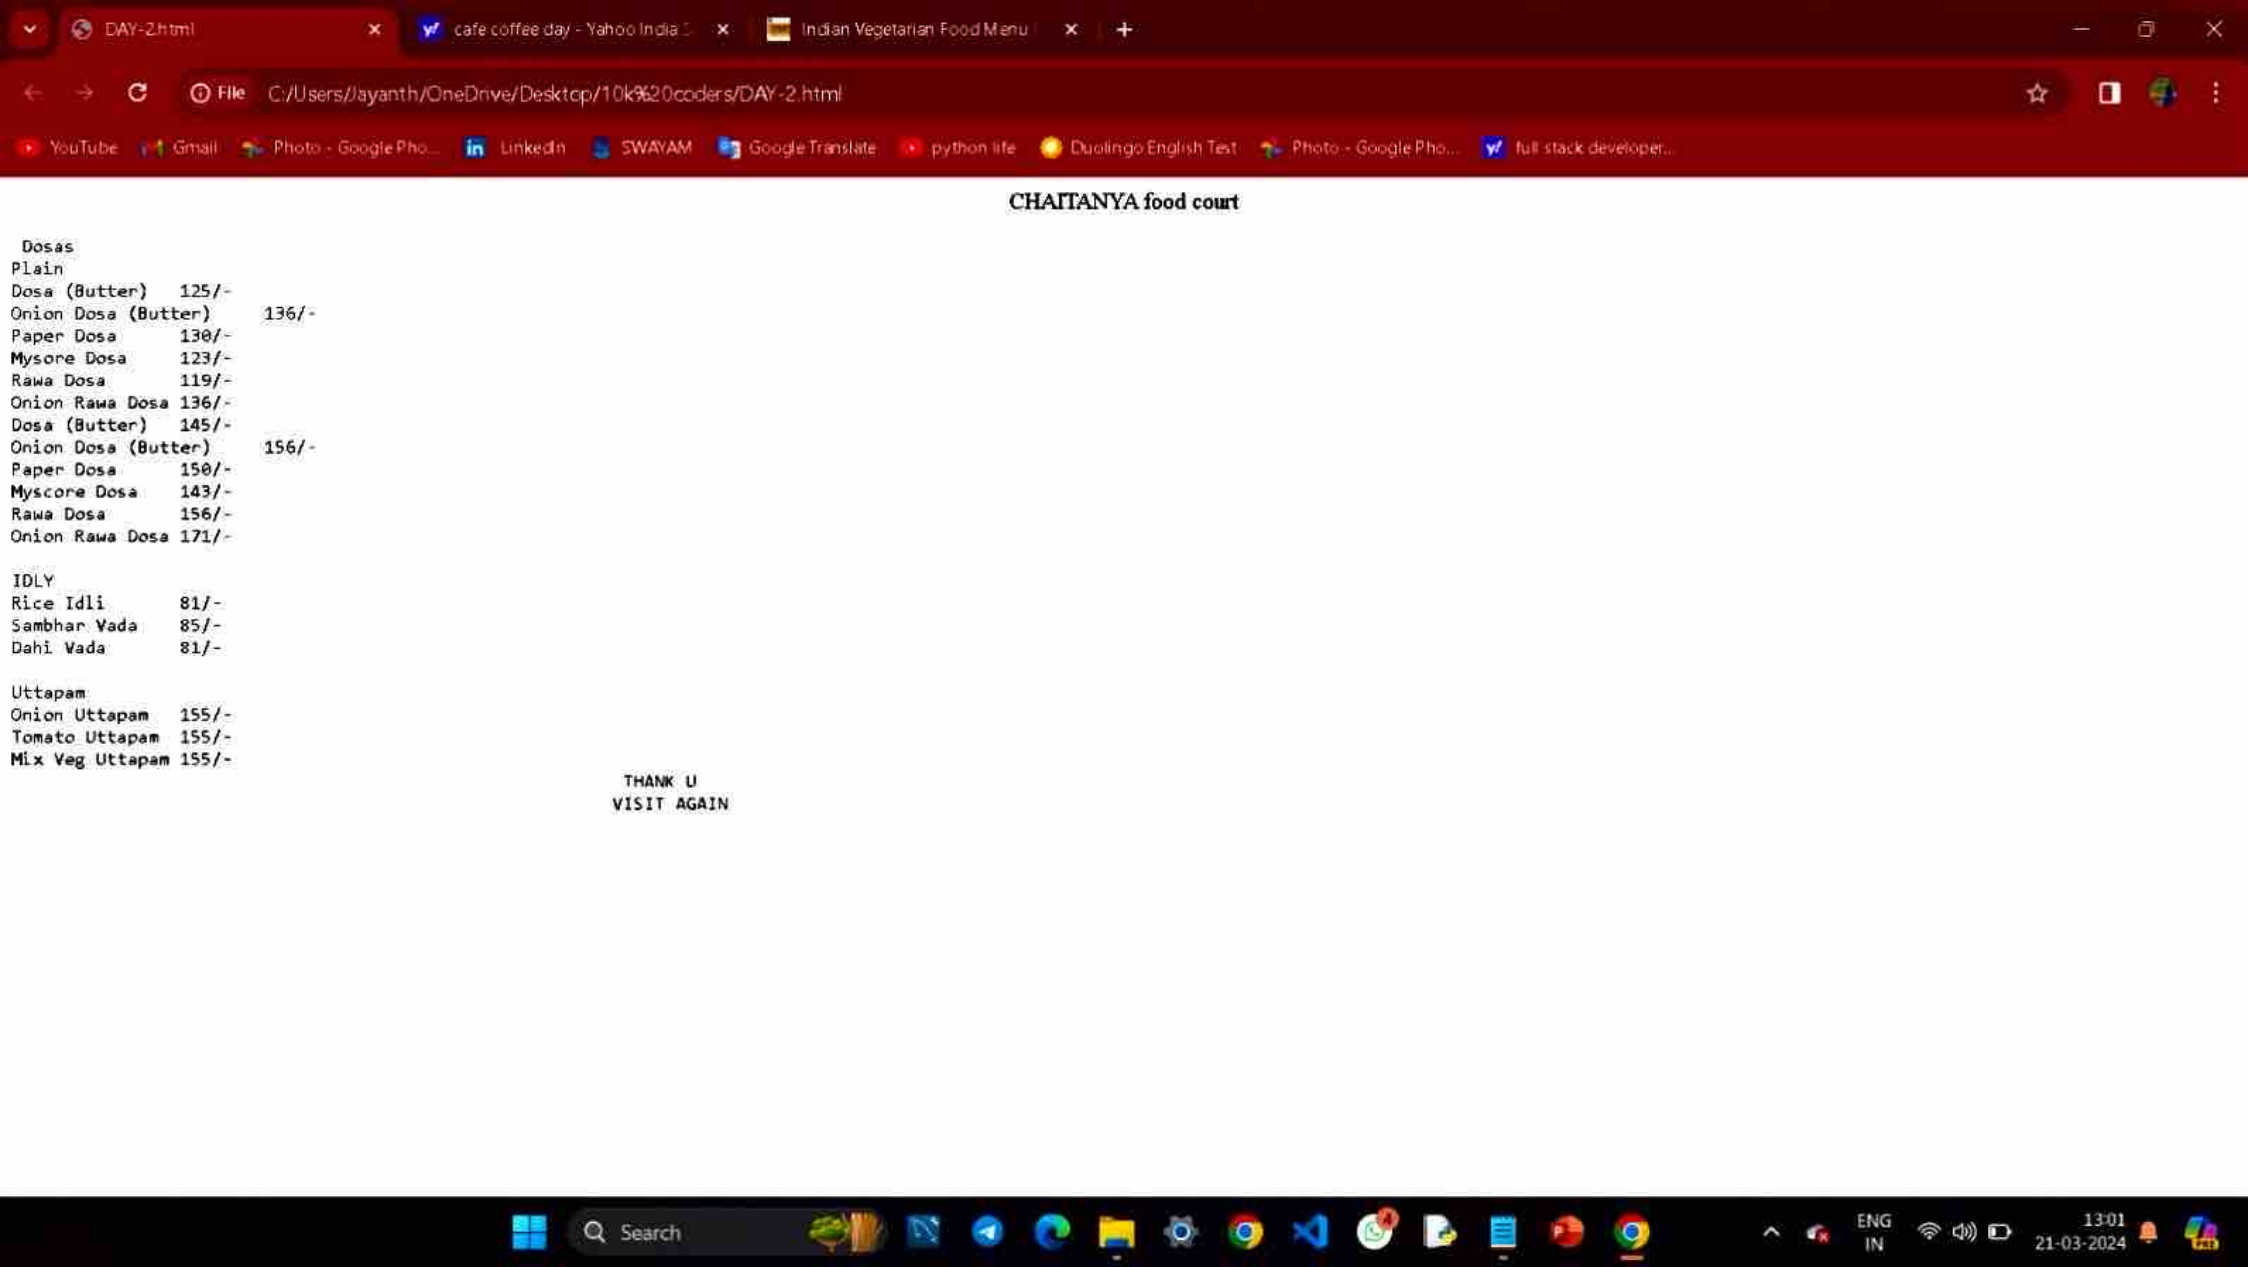 DAY-2.html
cafe coffee day - Yahoo India S
Indian Vegetarian Food Menu
File C:/Users/Jayanth/OneDrive/Desktop/10k%20coders/DAY-2.html
YouTube Gmail Photo - Google Pho... LinkedIn SWAYAM Google Translate python life Duolingo English Test Photo - Google Pho... full stack developer...
CHAITANYA food court
Dosas
Plain
Dosa (Butter) 125/-
Onion Dosa (Butter) 136/-
Paper Dosa 130/-
Mysore Dosa 123/-
Rawa Dosa 119/-
Onion Rawa Dosa 136/-
Dosa (Butter) 145/-
Onion Dosa (Butter) 156/-
Paper Dosa 150/-
Myscore Dosa 143/-
Rawa Dosa 156/-
Onion Rawa Dosa 171/-
IDLY
Rice Idli 81/-
Sambhar Vada 85/-
Dahi Vada 81/-
Uttapam
Onion Uttapam 155/-
Tomato Uttapam 155/-
Mix Veg Uttapam 155/-
THANK U
VISIT AGAIN
Search
4
ENG
IN
13:01
21-03-2024
PRE